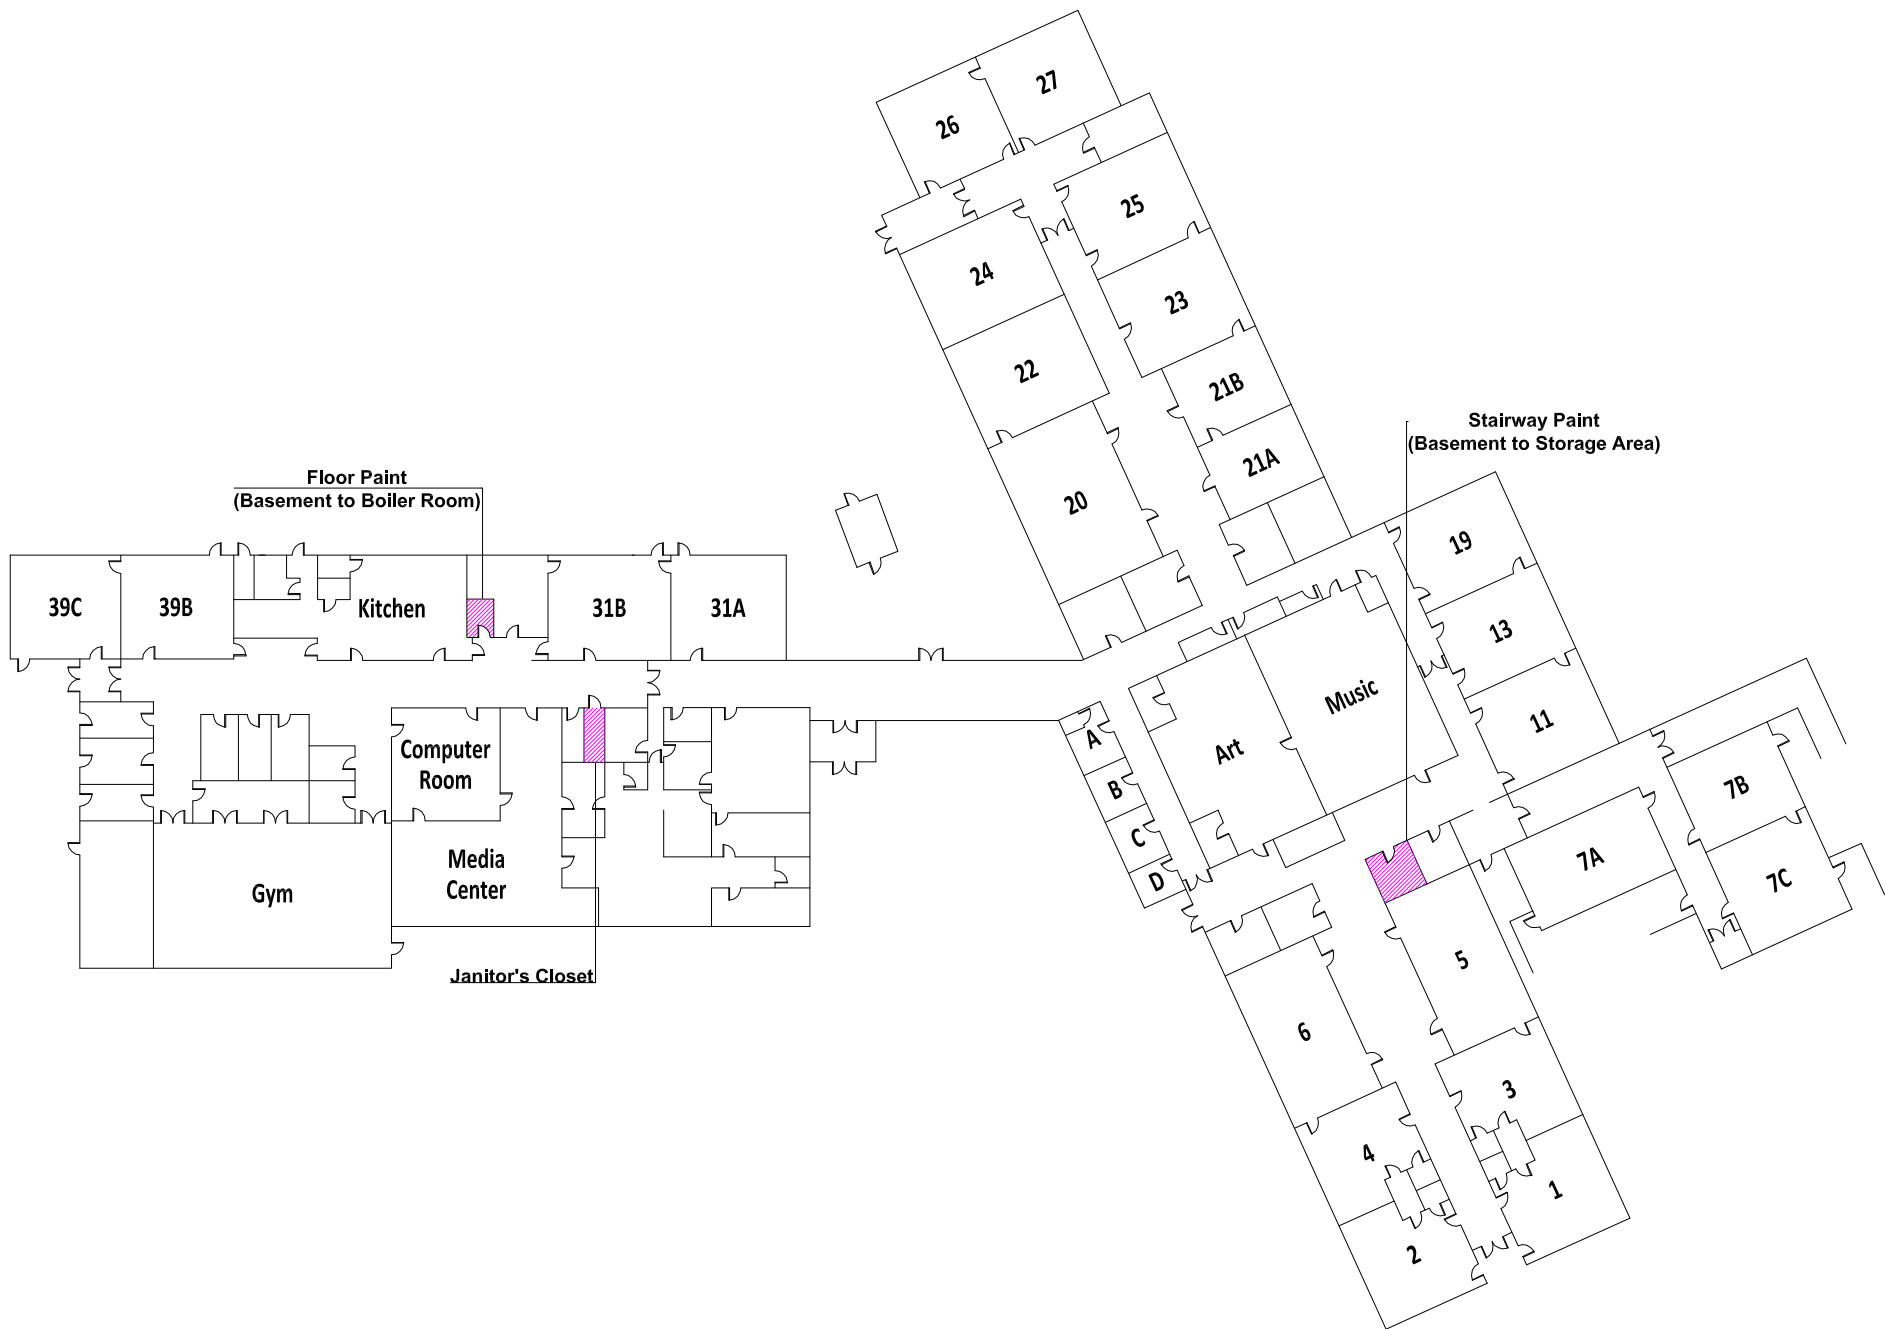 27
26
25
24
23
22
21B
21A
20
Stairway Paint
(Basement to Storage Area)
Floor Paint
(Basement to Boiler Room)
19
13
11
39C
39B
Kitchen
31B
31A
Music
Art
A
B
C
D
Computer
Room
Media
Center
Gym
Janitor's Closet
7B
7A
7C
5
6
3
4
1
2